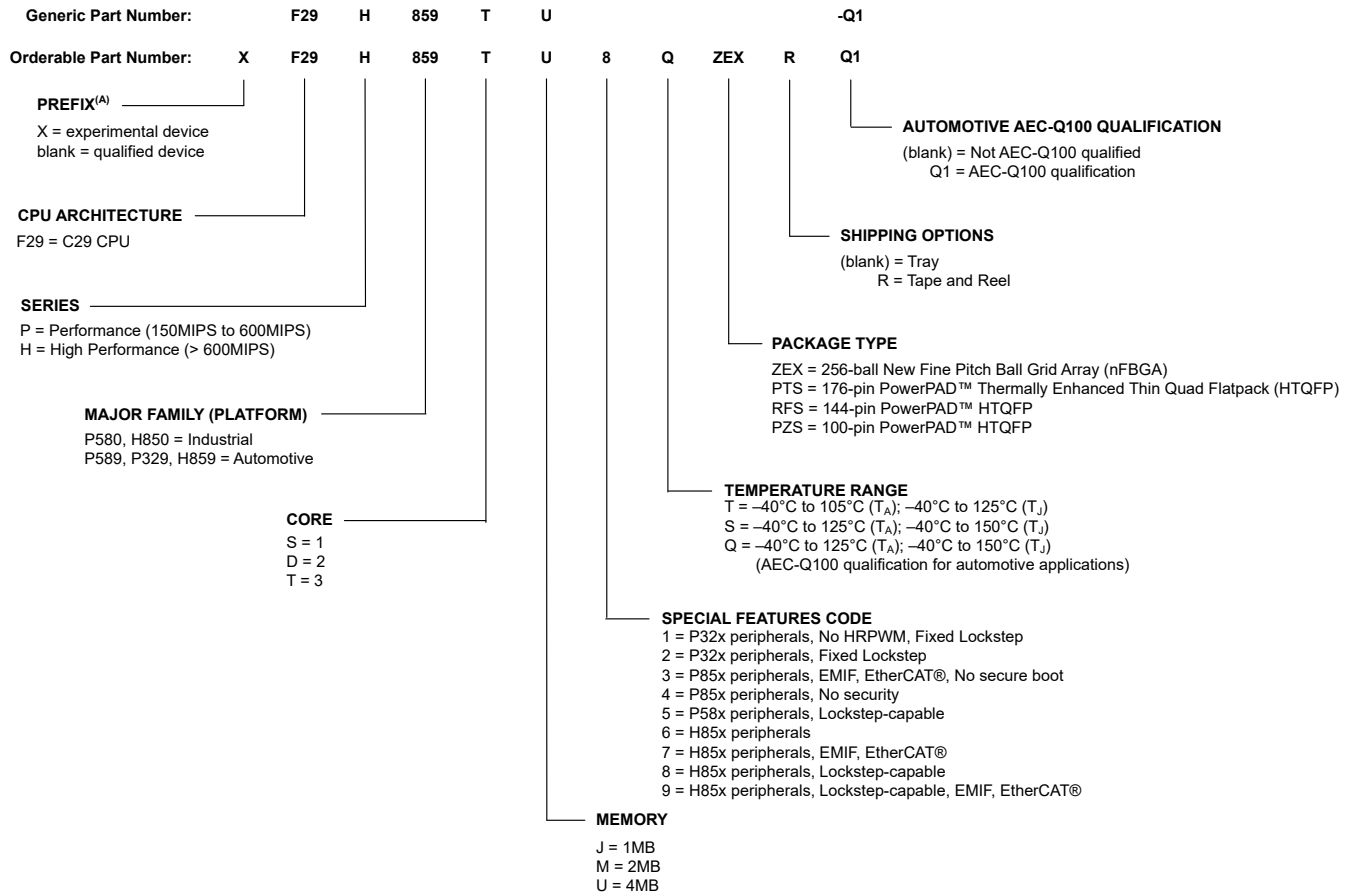 Generic Part Number: F29 H 859 T U -Q1
Orderable Part Number: X F29 H 859 T U 8 Q ZEX R Q1
PREFIX(A)
X = experimental device
blank = qualified device
AUTOMOTIVE AEC-Q100 QUALIFICATION
(blank) = Not AEC-Q100 qualified
Q1 = AEC-Q100 qualification
CPU ARCHITECTURE
F29 = C29 CPU
SHIPPING OPTIONS
(blank) = Tray
R = Tape and Reel
SERIES
P = Performance (150MIPS to 600MIPS)
H = High Performance (> 600MIPS)
PACKAGE TYPE
ZEX = 256-ball New Fine Pitch Ball Grid Array (nFBGA)
PTS = 176-pin PowerPAD™ Thermally Enhanced Thin Quad Flatpack (HTQFP)
RFS = 144-pin PowerPAD™ HTQFP
PZS = 100-pin PowerPAD™ HTQFP
MAJOR FAMILY (PLATFORM)
P580, H850 = Industrial
P589, P329, H859 = Automotive
TEMPERATURE RANGE
T = –40°C to 105°C (TA); –40°C to 125°C (TJ)
S = –40°C to 125°C (TA); –40°C to 150°C (TJ)
Q = –40°C to 125°C (TA); –40°C to 150°C (TJ)
(AEC-Q100 qualification for automotive applications)
CORE
S = 1
D = 2
T = 3
SPECIAL FEATURES CODE
1 = P32x peripherals, No HRPWM, Fixed Lockstep
2 = P32x peripherals, Fixed Lockstep
3 = P85x peripherals, EMIF, EtherCAT®, No secure boot
4 = P85x peripherals, No security
5 = P58x peripherals, Lockstep-capable
6 = H85x peripherals
7 = H85x peripherals, EMIF, EtherCAT®
8 = H85x peripherals, Lockstep-capable
9 = H85x peripherals, Lockstep-capable, EMIF, EtherCAT®
MEMORY
J = 1MB
M = 2MB
U = 4MB